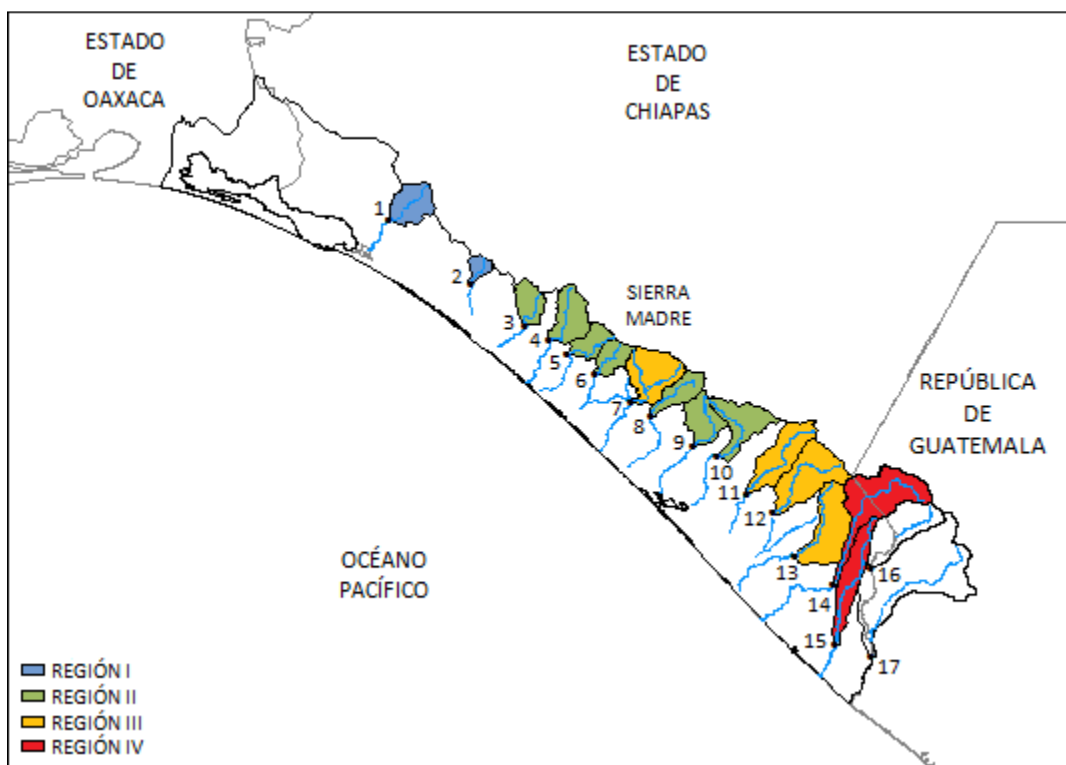 ESTADO
DE
OAXACA
ESTADO
DE
CHIAPAS
1
2
SIERRA
MADRE
3
4
5
6
7
8
9
10
REPÚBLICA
DE
GUATEMALA
11
12
13
OCÉANO
PACÍFICO
14
16
15
17
REGIÓN I
REGIÓN II
REGIÓN III
REGIÓN IV